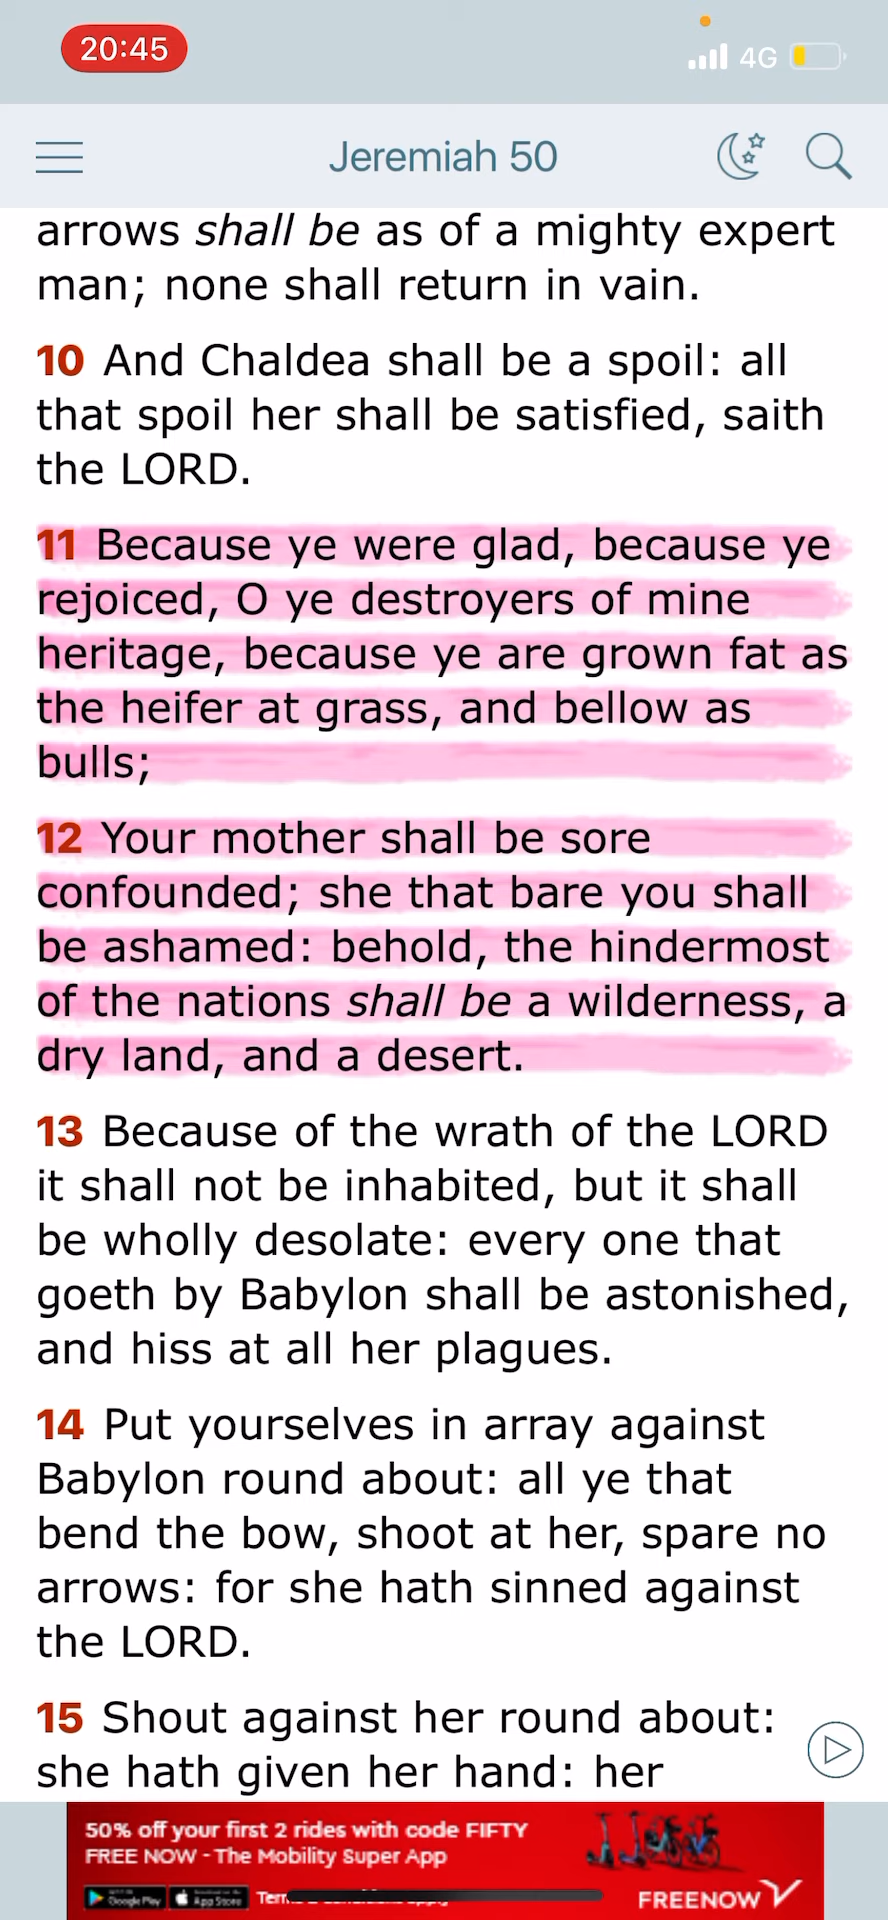 20:45
4G
Jeremiah 50
arrows shall be as of a mighty expert
man; none shall return in vain.
10 And Chaldea shall be a spoil: all
that spoil her shall be satisfied, saith
the LORD.
11 Because ye were glad, because ye
rejoiced, O ye destroyers of mine
heritage, because ye are grown fat as
the heifer at grass, and bellow as
bulls;
12 Your mother shall be sore
confounded; she that bare you shall
be ashamed: behold, the hindermost
of the nations shall be a wilderness, a
dry land, and a desert.
13 Because of the wrath of the LORD
it shall not be inhabited, but it shall
be wholly desolate: every one that
goeth by Babylon shall be astonished,
and hiss at all her plagues.
14 Put yourselves in array against
Babylon round about: all ye that
bend the bow, shoot at her, spare no
arrows: for she hath sinned against
the LORD.
15 Shout against her round about:
she hath given her hand: her
50% off your first 2 rides with code FIFTY
FREE NOW - The Mobility Super App
Google Play
App Store
FREENOW